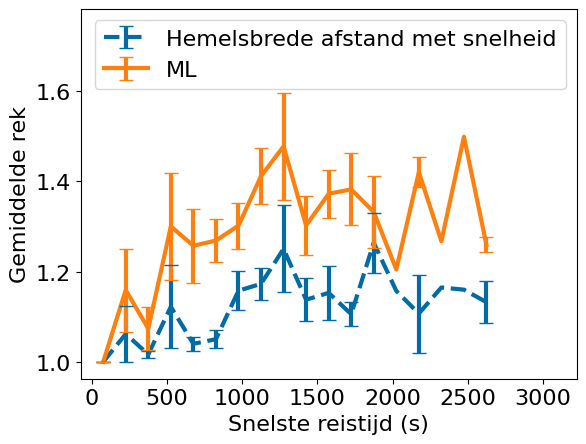 Hemelsbrede afstand met snelheid
ML
Gemiddelde rek
1.6
1.4
1.2
1.0
0 500 1000 1500 2000 2500 3000
Snelste reistijd (s)